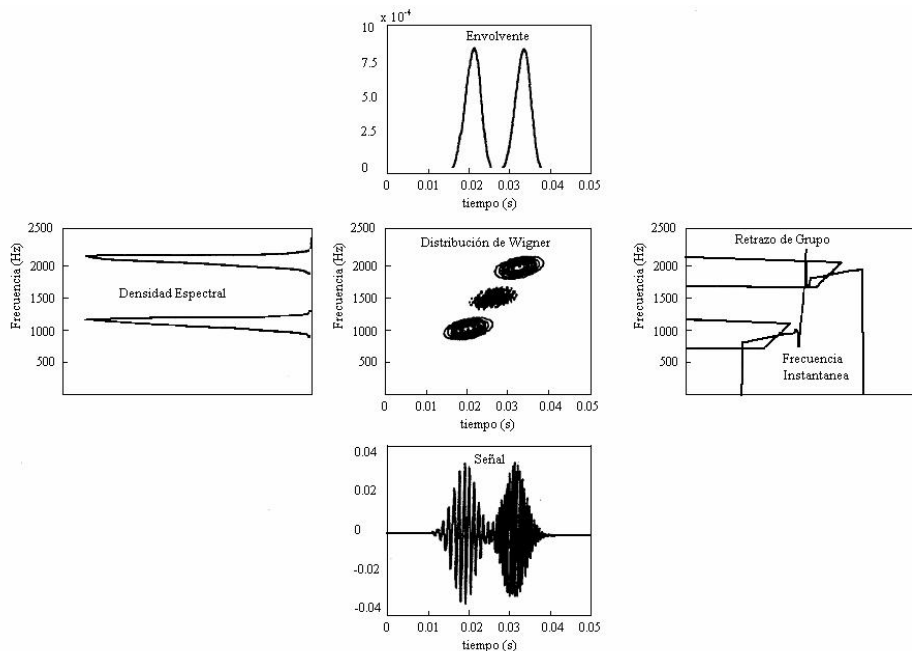 x 10⁻⁴
10
7.5
5.0
2.5
0
Envolvente
0 0.01 0.02 0.03 0.04 0.05
tiempo (s)
Frecuencia (Hz)
2500
2000
1500
1000
500
Densidad Espectral
Frecuencia (Hz)
2500
2000
1500
1000
500
Distribución de Wigner
0 0.01 0.02 0.03 0.04 0.05
tiempo (s)
Frecuencia (Hz)
2500
2000
1500
1000
500
Retrazo de Grupo
Frecuencia
Instantanea
0.04
0.02
0
-0.02
-0.04
Señal
0 0.01 0.02 0.03 0.04 0.05
tiempo (s)